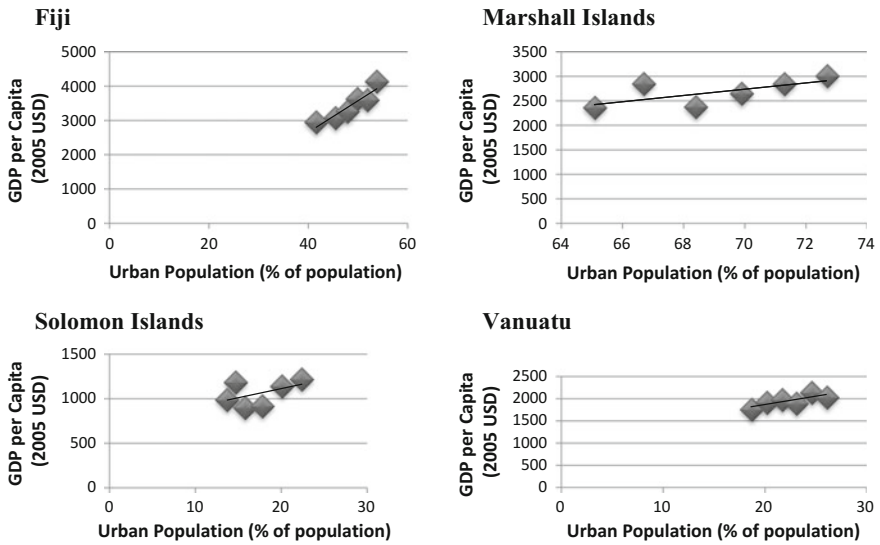 Fiji
GDP per Capita
(2005 USD)
5000
4000
3000
2000
1000
0
0 20 40 60
Urban Population (% of population)
Marshall Islands
GDP per Capita
(2005 USD)
3500
3000
2500
2000
1500
1000
500
0
64 66 68 70 72 74
Urban Population (% of population)
Solomon Islands
GDP per Capita
(2005 USD)
1500
1000
500
0
0 10 20 30
Urban Population (% of population)
Vanuatu
GDP per Capita
(2005 USD)
2500
2000
1500
1000
500
0
0 10 20 30
Urban Population (% of population)